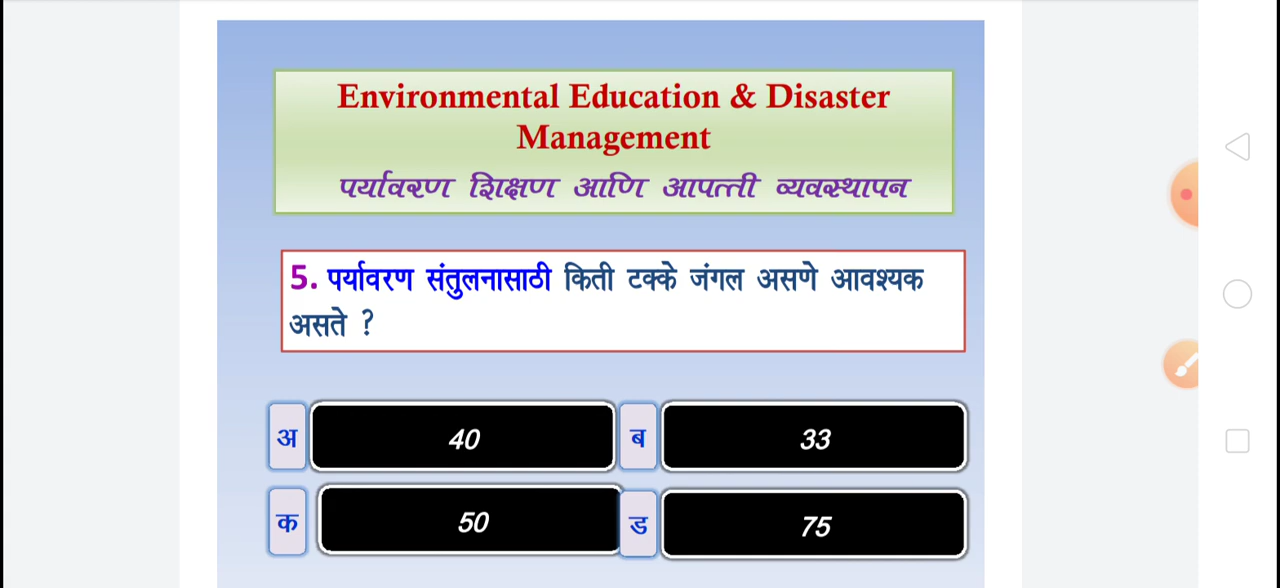 Environmental Education & Disaster
Management
पर्यावरण शिक्षण आणि आपत्ती व्यवस्थापन
5. पर्यावरण संतुलनासाठी किती टक्के जंगल असणे आवश्यक
असते ?
अ 40 ब 33
क 50 ड 75